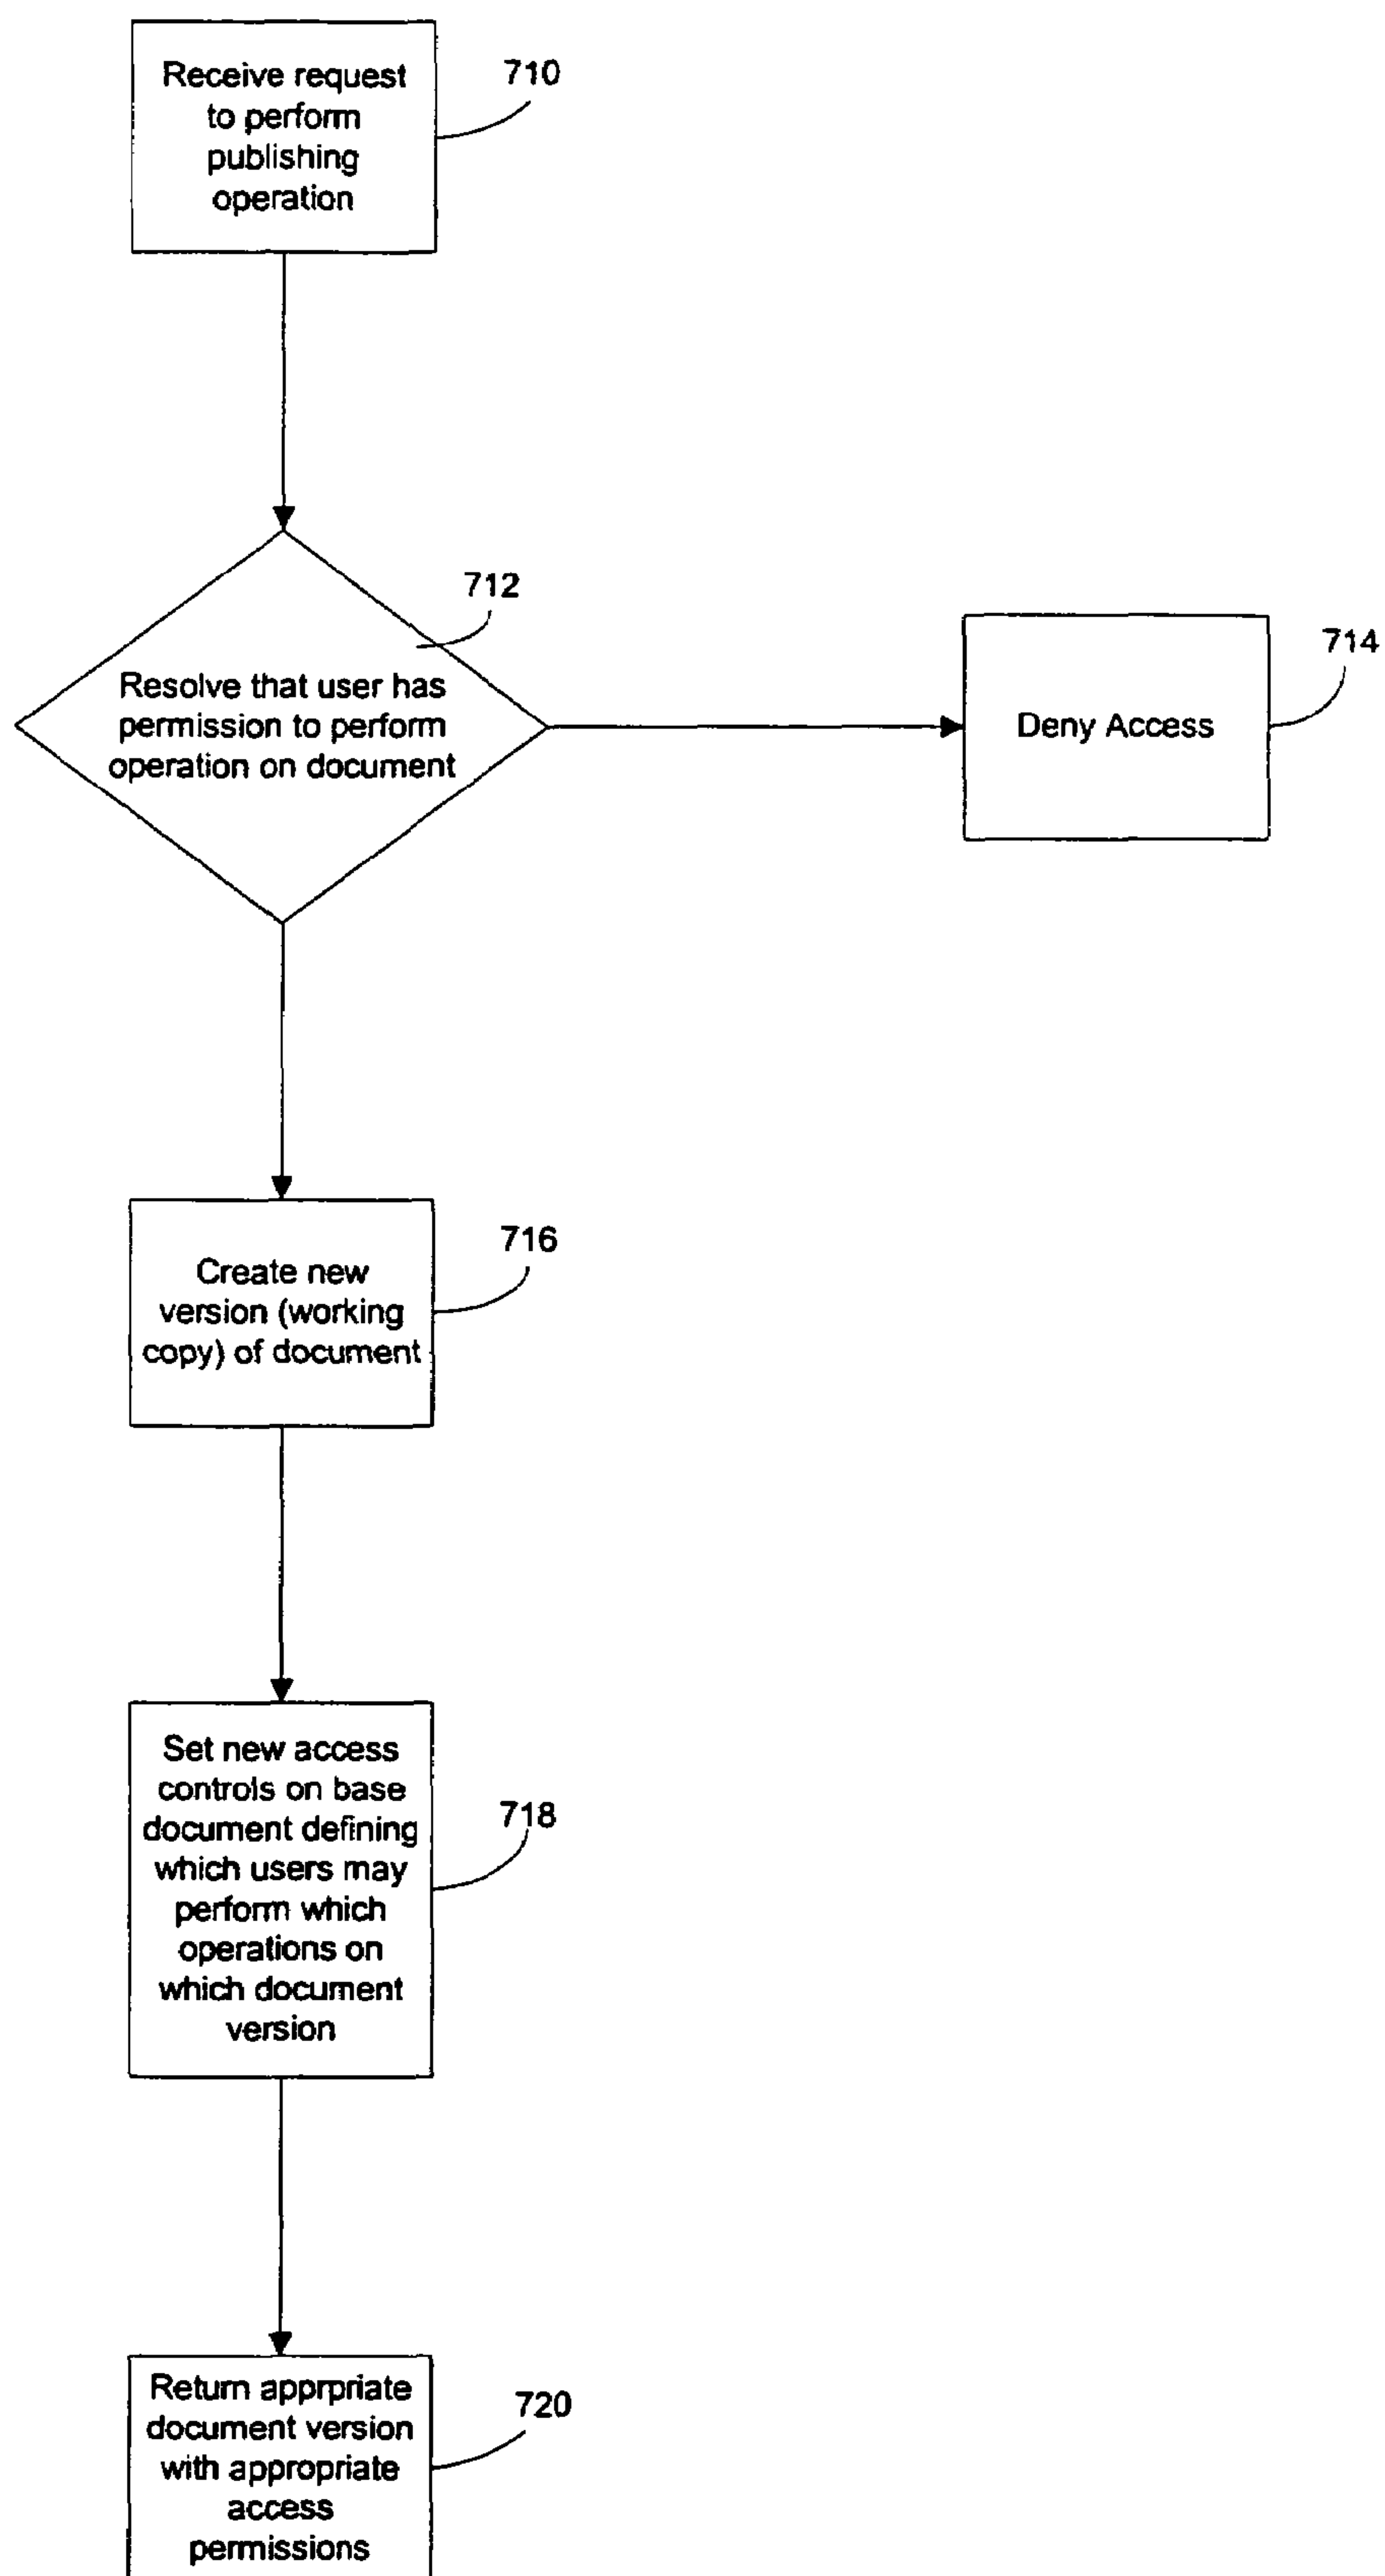 Receive request
to perform
publishing
operation
710
712
Resolve that user has
permission to perform
operation on document
714
Deny Access
716
Create new
version (working
copy) of document
Set new access
controls on base
document defining
which users may
perform which
operations on
which document
version
718
Return apprpriate
document version
with appropriate
access
permissions
720